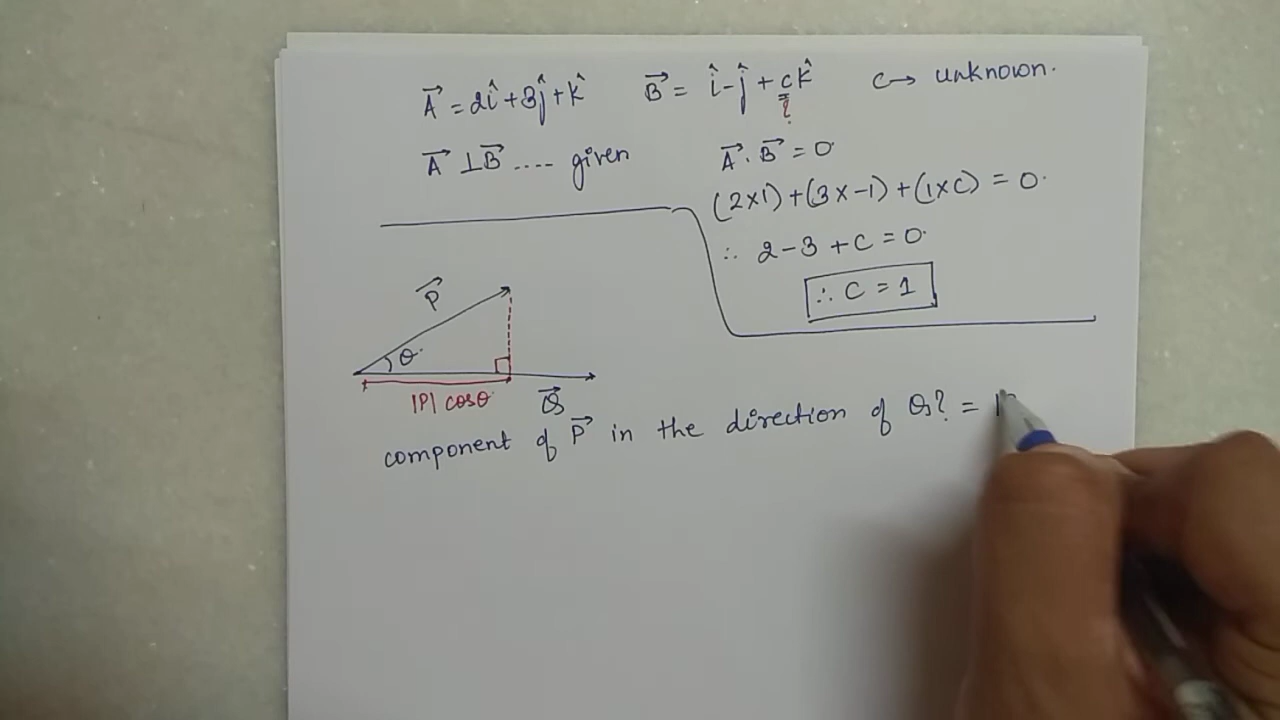 A⃗ = 2î + 3ĵ + k̂ B⃗ = î - ĵ + ck̂ c → unknown.
?
A⃗ ⊥ B⃗ .... given
A⃗ . B⃗ = 0
(2×1) + (3×-1) + (1×c) = 0.
∴ 2 - 3 + c = 0.
∴ c = 1
P⃗
θ
|P| cosθ
Q⃗
component of P⃗ in the direction of Q? =